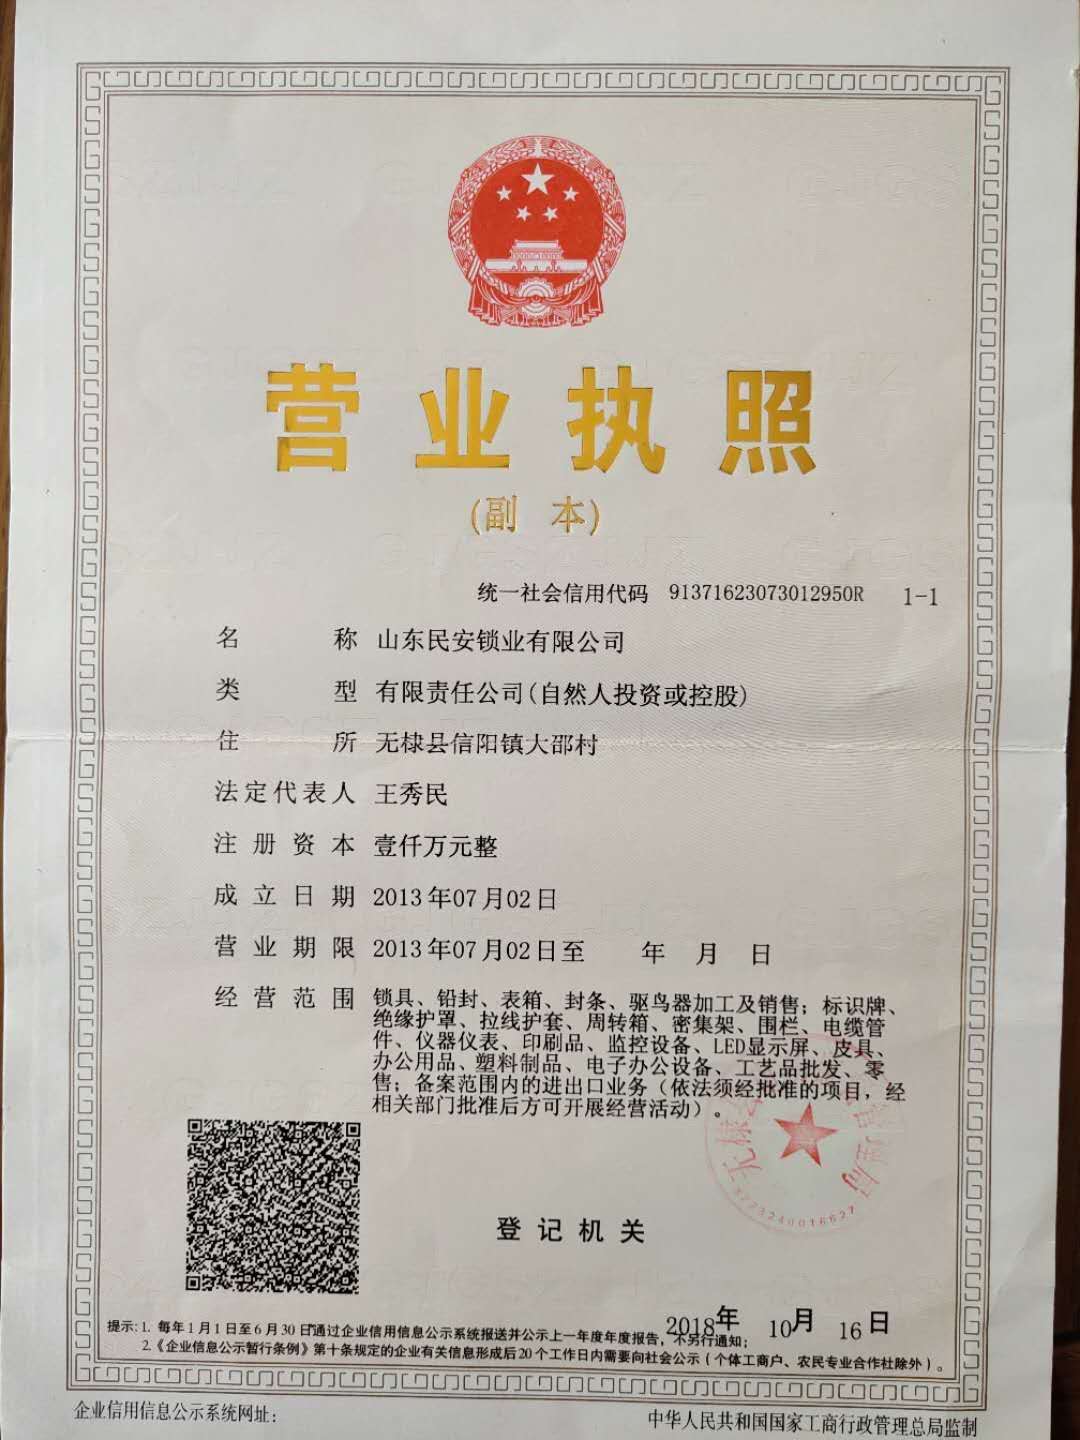 营业执照
(副 本)
统一社会信用代码 91371623073012950R 1-1
名 称 山东民安锁业有限公司
类 型 有限责任公司(自然人投资或控股)
住 所 无棣县信阳镇大邵村
法定代表人 王秀民
注册资本 壹仟万元整
成立日期 2013年07月02日
营业期限 2013年07月02日至 年 月 日
经营范围 锁具、铅封、表箱、封条、驱鸟器加工及销售；标识牌、
绝缘护罩、拉线护套、周转箱、密集架、围栏、电缆管
件、仪器仪表、印刷品、监控设备、LED显示屏、皮具、
办公用品、塑料制品、电子办公设备、工艺品批发、零
售；备案范围内的进出口业务（依法须经批准的项目，经
相关部门批准后方可开展经营活动）。
登记机关
2018年 10月 16日
提示：1. 每年1月1日至6月30日通过企业信用信息公示系统报送并公示上一年度年度报告，不另行通知；
2.《企业信息公示暂行条例》第十条规定的企业有关信息形成后20个工作日内需要向社会公示（个体工商户、农民专业合作社除外）。
企业信用信息公示系统网址：
中华人民共和国国家工商行政管理总局监制